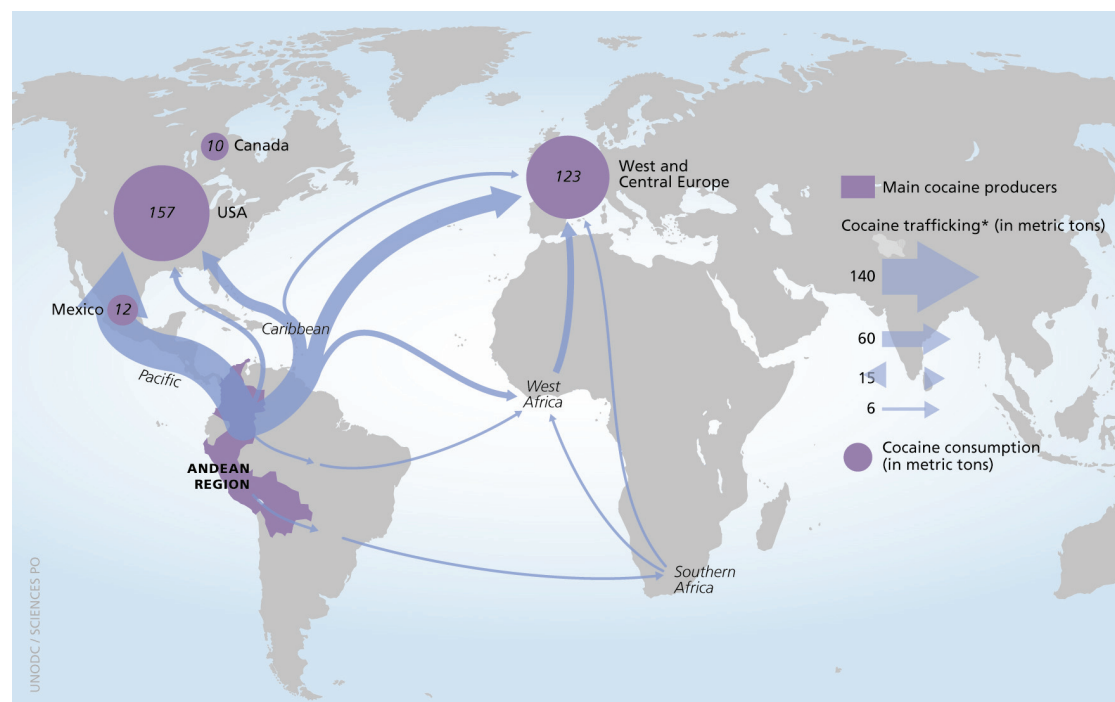 10
Canada
157
USA
123
West and
Central Europe
Main cocaine producers
Cocaine trafficking* (in metric tons)
140
60
15
6
Cocaine consumption
(in metric tons)
Mexico
12
Caribbean
Pacific
West
Africa
ANDEAN
REGION
Southern
Africa
UNODC / SCIENCES PO